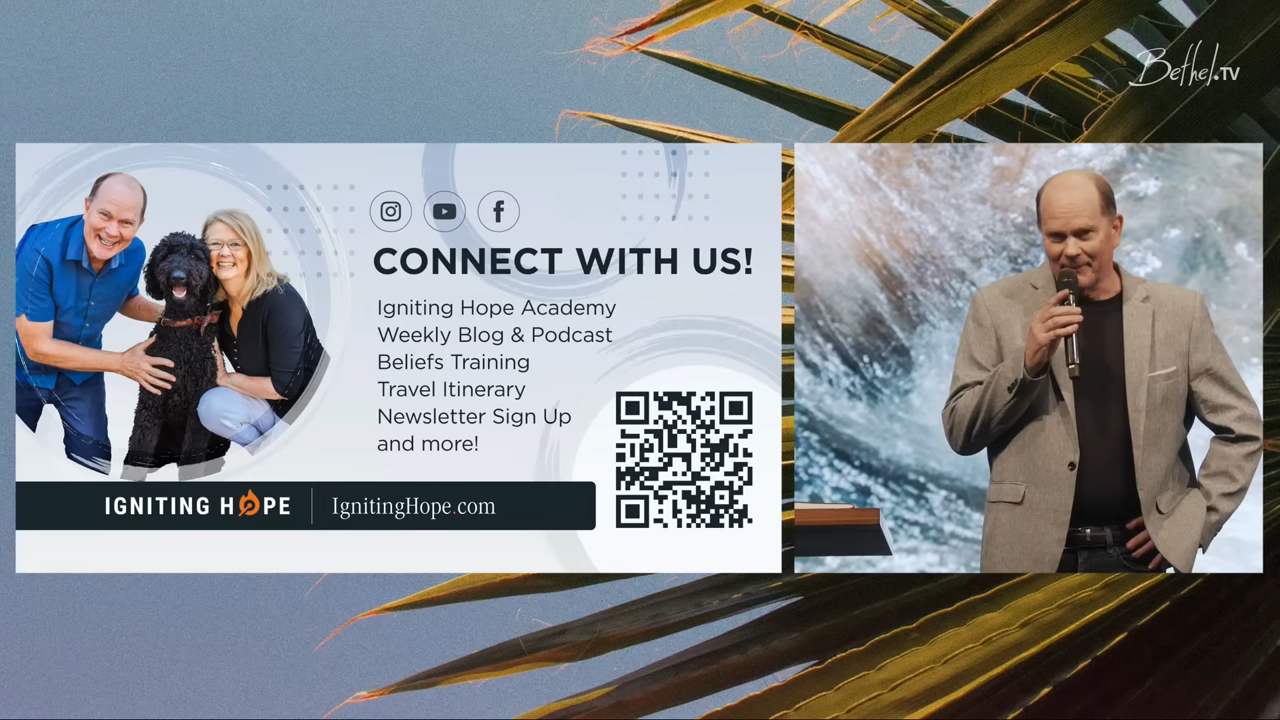 Bethel.TV
CONNECT WITH US!
Igniting Hope Academy
Weekly Blog & Podcast
Beliefs Training
Travel Itinerary
Newsletter Sign Up
and more!
IGNITING HOPE | IgnitingHope.com